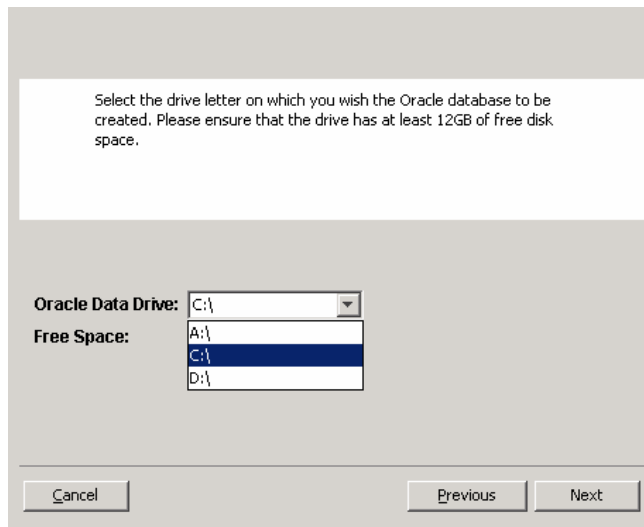 Select the drive letter on which you wish the Oracle database to be
created. Please ensure that the drive has at least 12GB of free disk
space.
Oracle Data Drive: C:\
Free Space:
A:\
C:\
D:\
Cancel
Previous
Next